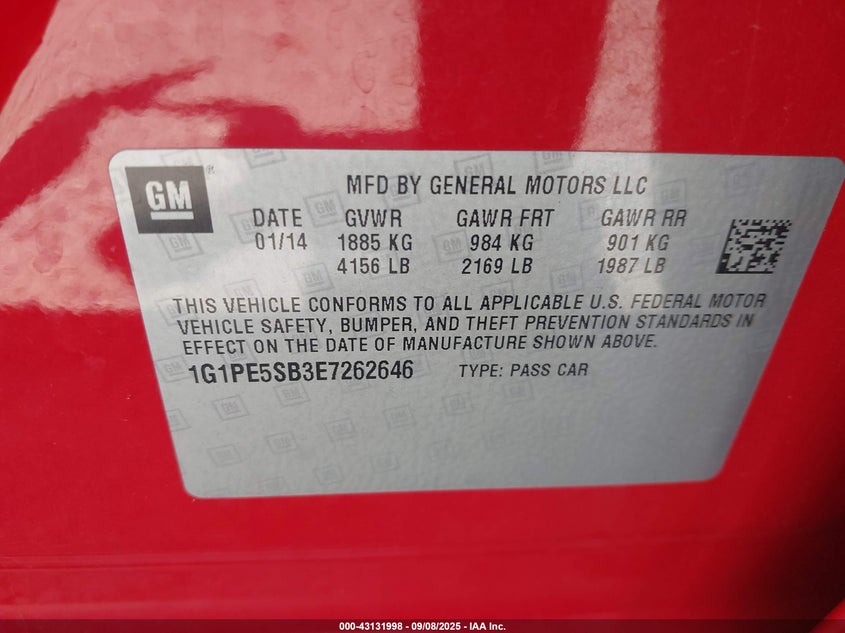 GM ®
MFD BY GENERAL MOTORS LLC
DATE GVWR GAWR FRT GAWR RR
01/14 1885 KG 984 KG 901 KG
4156 LB 2169 LB 1987 LB
THIS VEHICLE CONFORMS TO ALL APPLICABLE U.S. FEDERAL MOTOR
VEHICLE SAFETY, BUMPER, AND THEFT PREVENTION STANDARDS IN
EFFECT ON THE DATE OF MANUFACTURE SHOWN ABOVE.
1G1PE5SB3E7262646 TYPE: PASS CAR
000-43131998 - 09/08/2025 - IAA Inc.